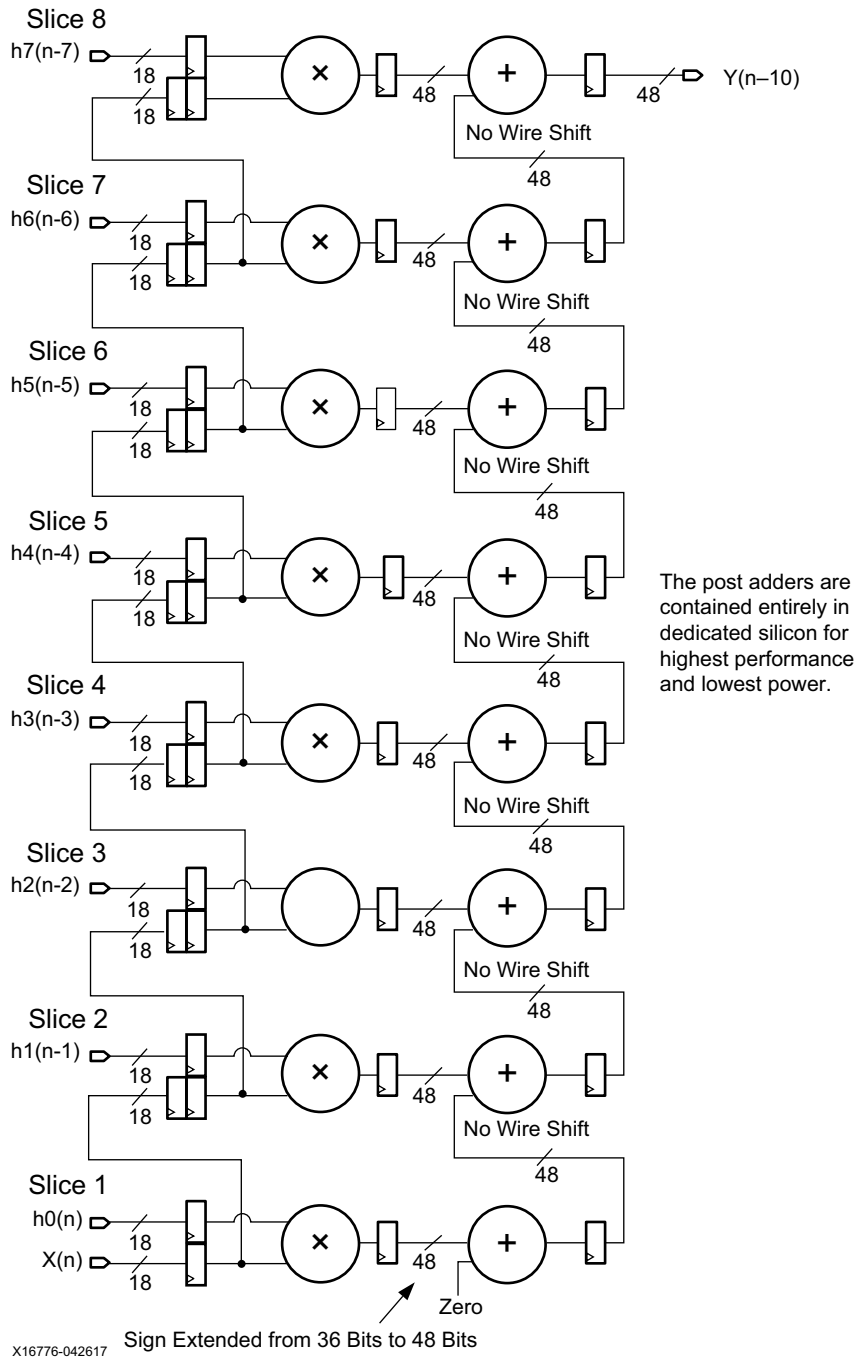 Slice 8
h7(n-7)
18
18
×
48
+
48
Y(n–10)
No Wire Shift
48
Slice 7
h6(n-6)
18
18
×
48
+
No Wire Shift
48
Slice 6
h5(n-5)
18
18
×
48
+
No Wire Shift
48
Slice 5
h4(n-4)
18
18
×
48
+
The post adders are
contained entirely in
dedicated silicon for
highest performance
and lowest power.
No Wire Shift
48
Slice 4
h3(n-3)
18
18
×
48
+
No Wire Shift
48
Slice 3
h2(n-2)
18
18
48
+
No Wire Shift
48
Slice 2
h1(n-1)
18
18
×
48
+
No Wire Shift
48
Slice 1
h0(n)
18
X(n)
18
×
48
+
Zero
Sign Extended from 36 Bits to 48 Bits
X16776-042617